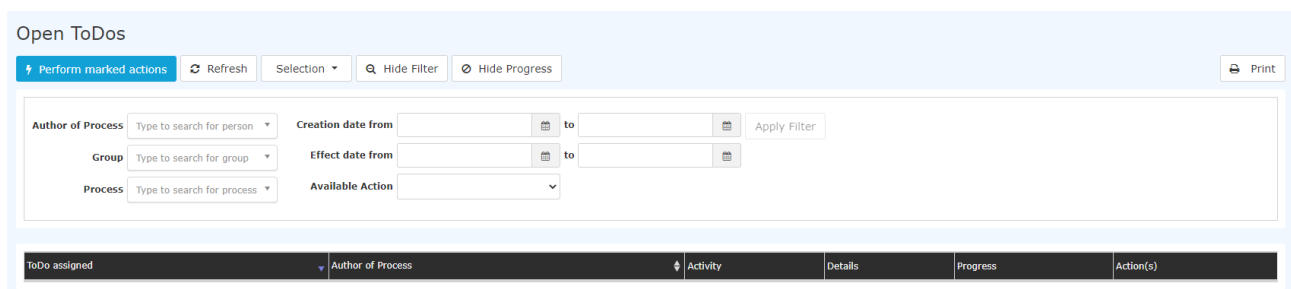 Open ToDos
Perform marked actions Refresh Selection Hide Filter Hide Progress Print
Author of Process Type to search for person Creation date from to Apply Filter
Group Type to search for group Effect date from to
Process Type to search for process Available Action
ToDo assigned Author of Process Activity Details Progress Action(s)